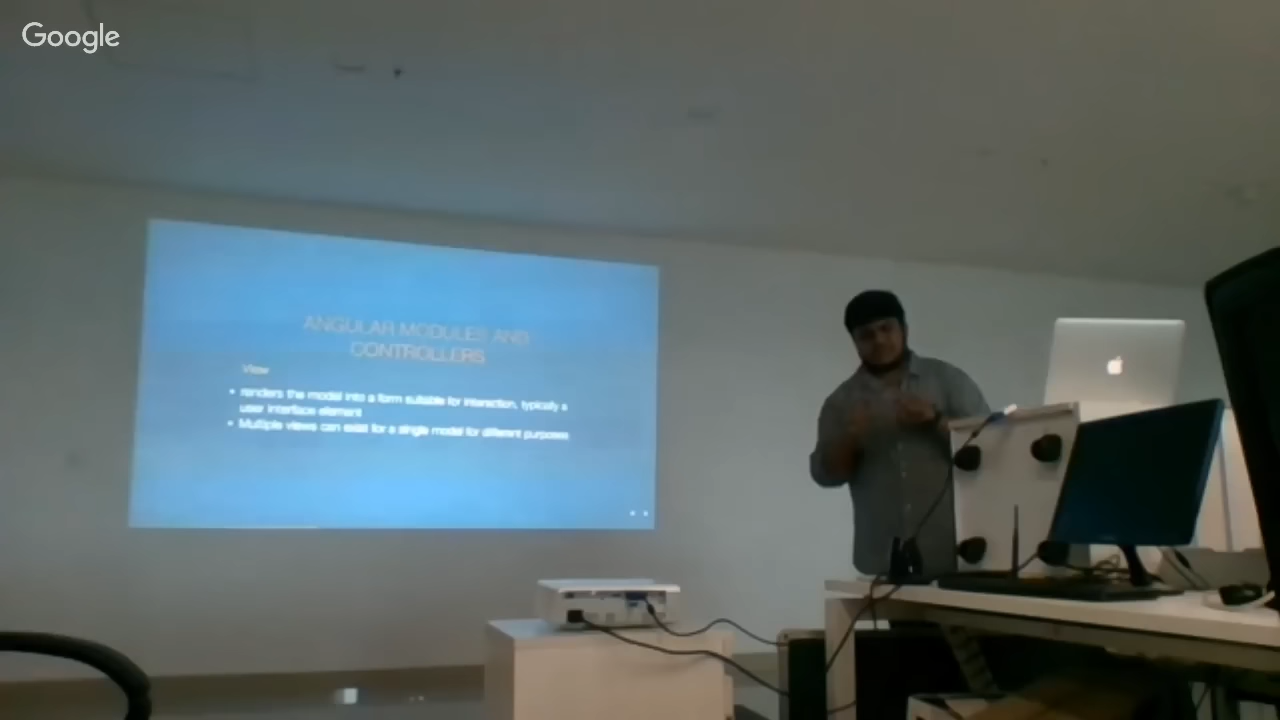 Google
ANGULAR MODULES AND
CONTROLLERS
View
• renders the model into a form suitable for interaction, typically a
user interface element
• Multiple views can exist for a single model for different purposes